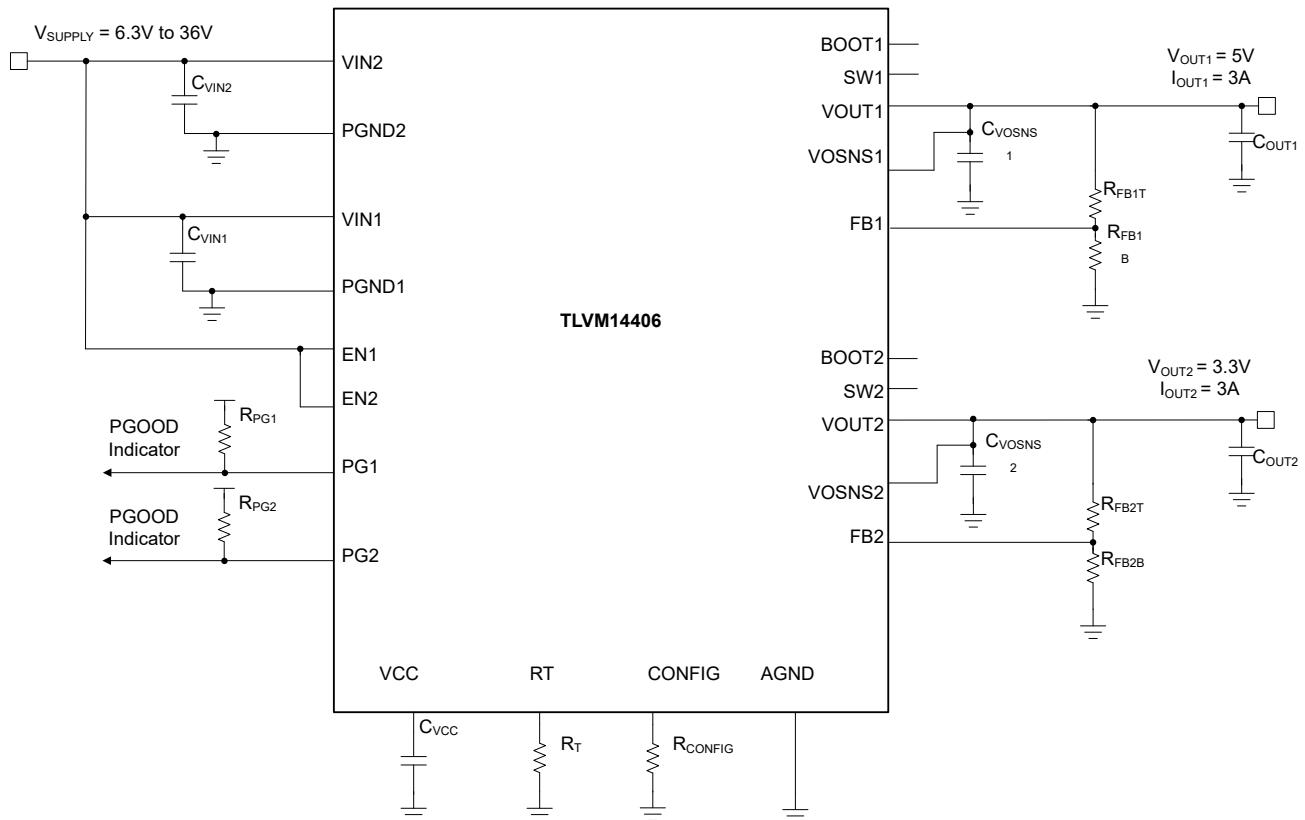 VSUPPLY = 6.3V to 36V
VIN2
CVIN2
PGND2
VIN1
CVIN1
PGND1
EN1
EN2
RPG1
PGOOD
Indicator
PG1
RPG2
PGOOD
Indicator
PG2
TLVM14406
BOOT1
SW1
VOUT1
VOSNS1
FB1
BOOT2
SW2
VOUT2
VOSNS2
FB2
VOUT1 = 5V
IOUT1 = 3A
CVOSNS
1
COUT1
RFB1T
RFB1
B
VOUT2 = 3.3V
IOUT2 = 3A
CVOSNS
2
COUT2
RFB2T
RFB2B
VCC
RT
CONFIG
AGND
CVCC
RT
RCONFIG